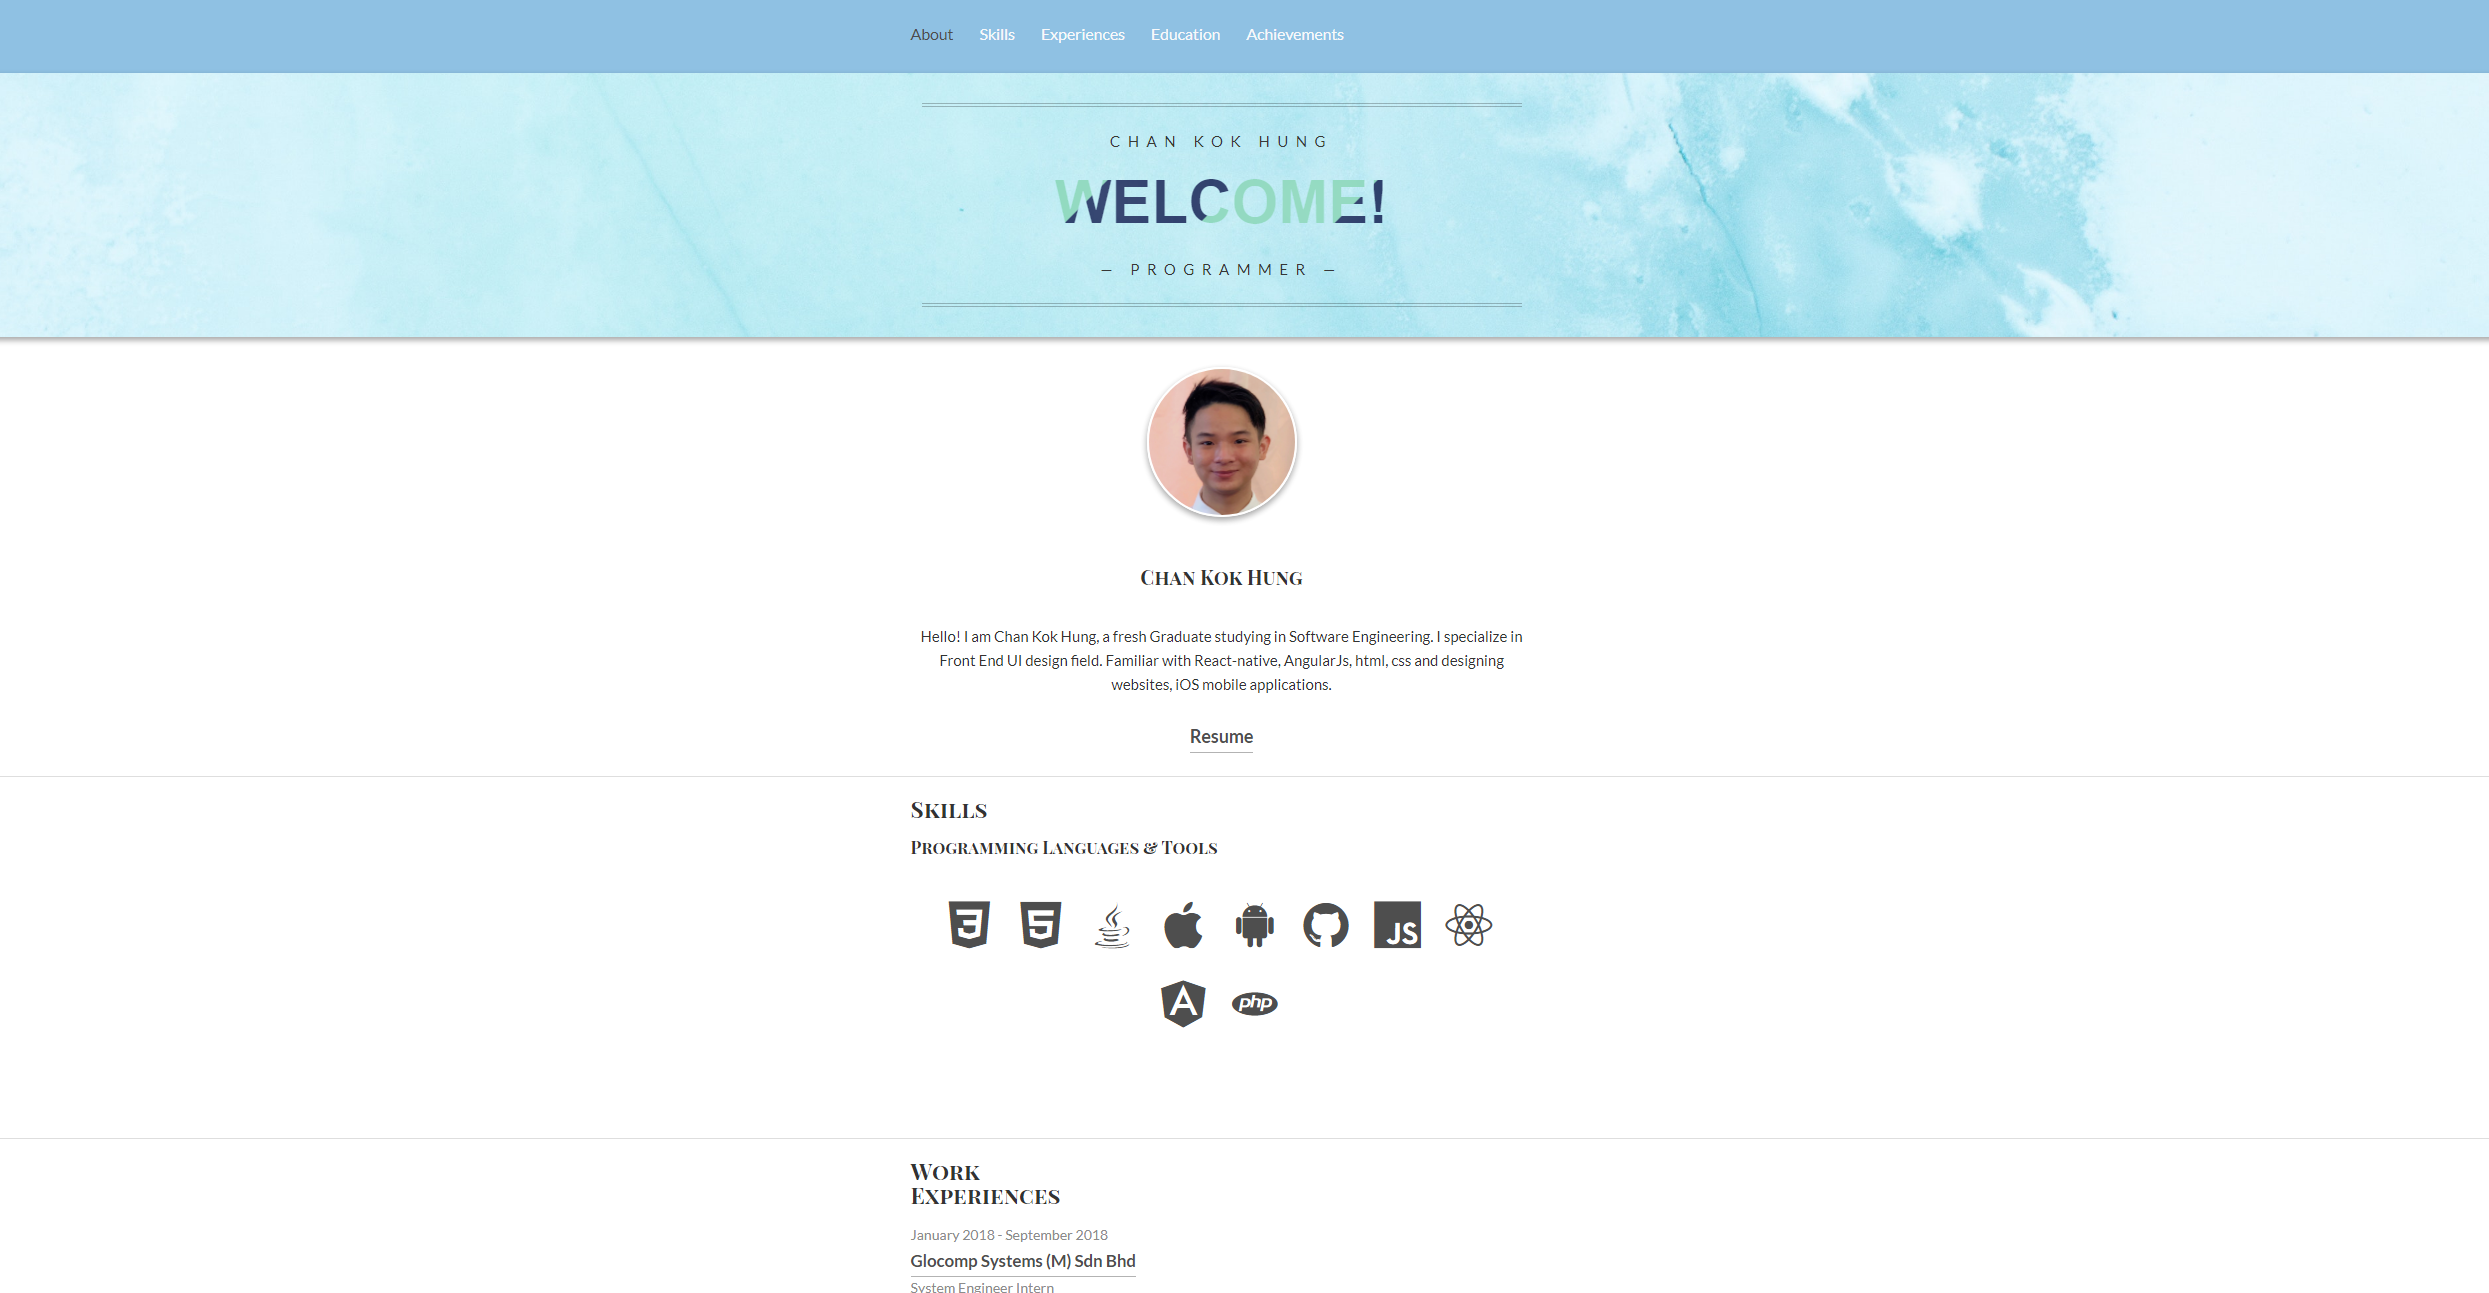 About Skills Experiences Education Achievements
CHAN KOK HUNG
WELCOME!
— PROGRAMMER —
Chan Kok Hung
Hello! I am Chan Kok Hung, a fresh Graduate studying in Software Engineering. I specialize in
Front End UI design field. Familiar with React-native, AngularJs, html, css and designing
websites, iOS mobile applications.
Resume
Skills
Programming Languages & Tools
3 5 JS
A php
Work
Experiences
January 2018 - September 2018
Glocomp Systems (M) Sdn Bhd
System Engineer Intern